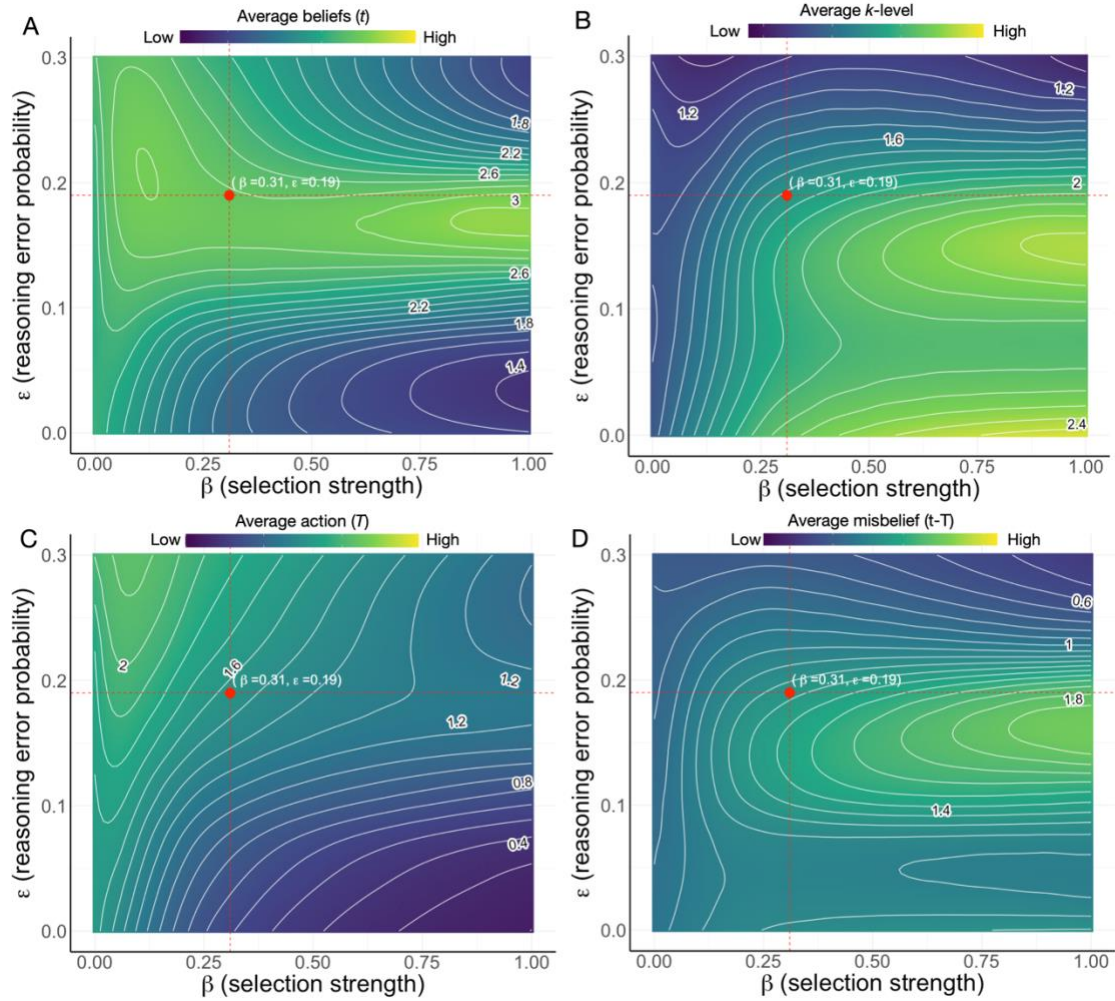 A
Average beliefs (t)
Low High
ε (reasoning error probability)
0.3
0.2
0.1
0.0
1.8
2.2
2.6
3
2.6
2.2
1.8
1.4
( β =0.31, ε =0.19)
0.00 0.25 0.50 0.75 1.00
β (selection strength)
B
Average k-level
Low High
ε (reasoning error probability)
0.3
0.2
0.1
0.0
1.2
1.2
1.6
2
2.4
( β =0.31, ε =0.19)
0.00 0.25 0.50 0.75 1.00
β (selection strength)
C
Average action (T)
Low High
ε (reasoning error probability)
0.3
0.2
0.1
0.0
2
1.6
1.2
1.2
0.8
0.4
( β =0.31, ε =0.19)
0.00 0.25 0.50 0.75 1.00
β (selection strength)
D
Average misbelief (t-T)
Low High
ε (reasoning error probability)
0.3
0.2
0.1
0.0
0.6
1
1.8
1.4
( β =0.31, ε =0.19)
0.00 0.25 0.50 0.75 1.00
β (selection strength)